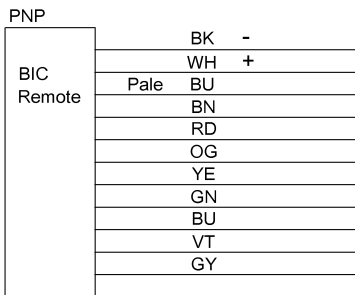 PNP
BIC
Remote
BK -
WH +
Pale BU
BN
RD
OG
YE
GN
BU
VT
GY